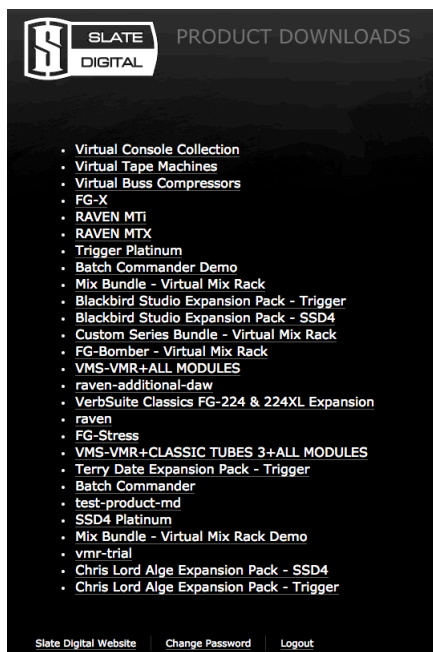 SLATE
DIGITAL
PRODUCT DOWNLOADS
Virtual Console Collection
Virtual Tape Machines
Virtual Buss Compressors
FG-X
RAVEN MTi
RAVEN MTX
Trigger Platinum
Batch Commander Demo
Mix Bundle - Virtual Mix Rack
Blackbird Studio Expansion Pack - Trigger
Blackbird Studio Expansion Pack - SSD4
Custom Series Bundle - Virtual Mix Rack
FG-Bomber - Virtual Mix Rack
VMS-VMR+ALL MODULES
raven-additional-daw
VerbSuite Classics FG-224 & 224XL Expansion
raven
FG-Stress
VMS-VMR+CLASSIC TUBES 3+ALL MODULES
Terry Date Expansion Pack - Trigger
Batch Commander
test-product-md
SSD4 Platinum
Mix Bundle - Virtual Mix Rack Demo
vmr-trial
Chris Lord Alge Expansion Pack - SSD4
Chris Lord Alge Expansion Pack - Trigger
Slate Digital Website Change Password Logout